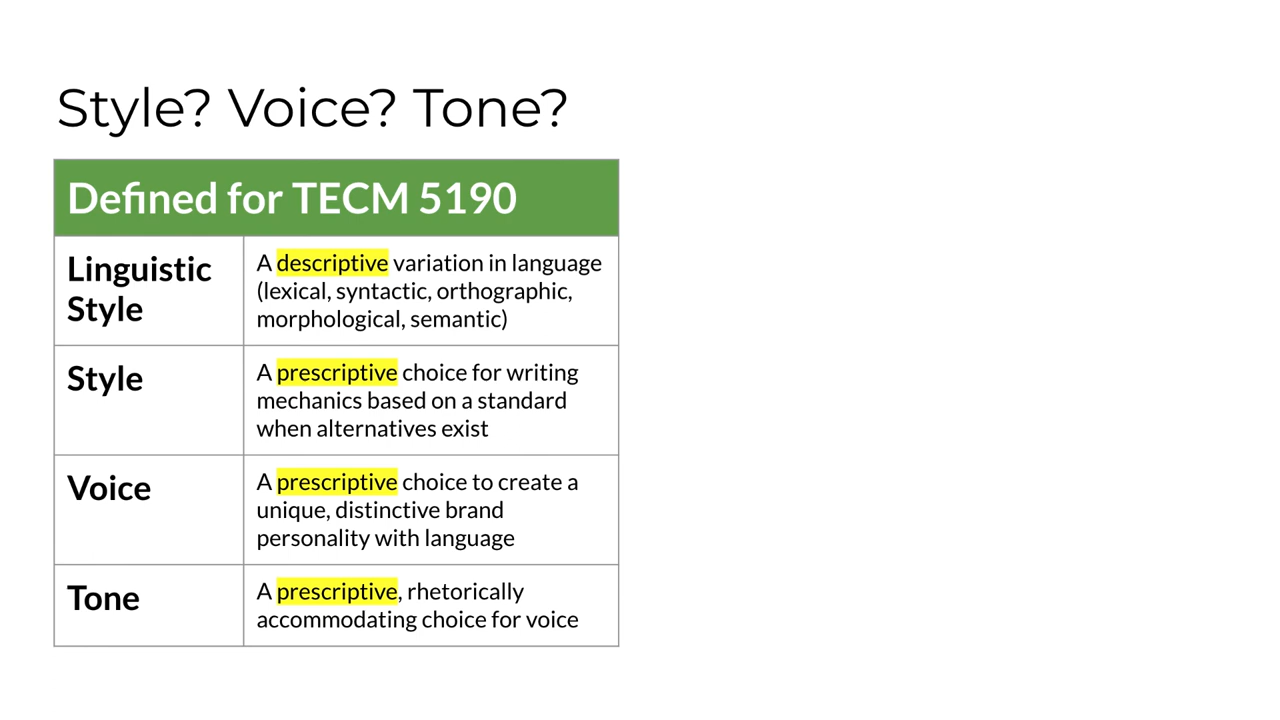 Style? Voice? Tone?
Defined for TECM 5190
Linguistic
Style
A descriptive variation in language
(lexical, syntactic, orthographic,
morphological, semantic)
Style
A prescriptive choice for writing
mechanics based on a standard
when alternatives exist
Voice
A prescriptive choice to create a
unique, distinctive brand
personality with language
Tone
A prescriptive, rhetorically
accommodating choice for voice